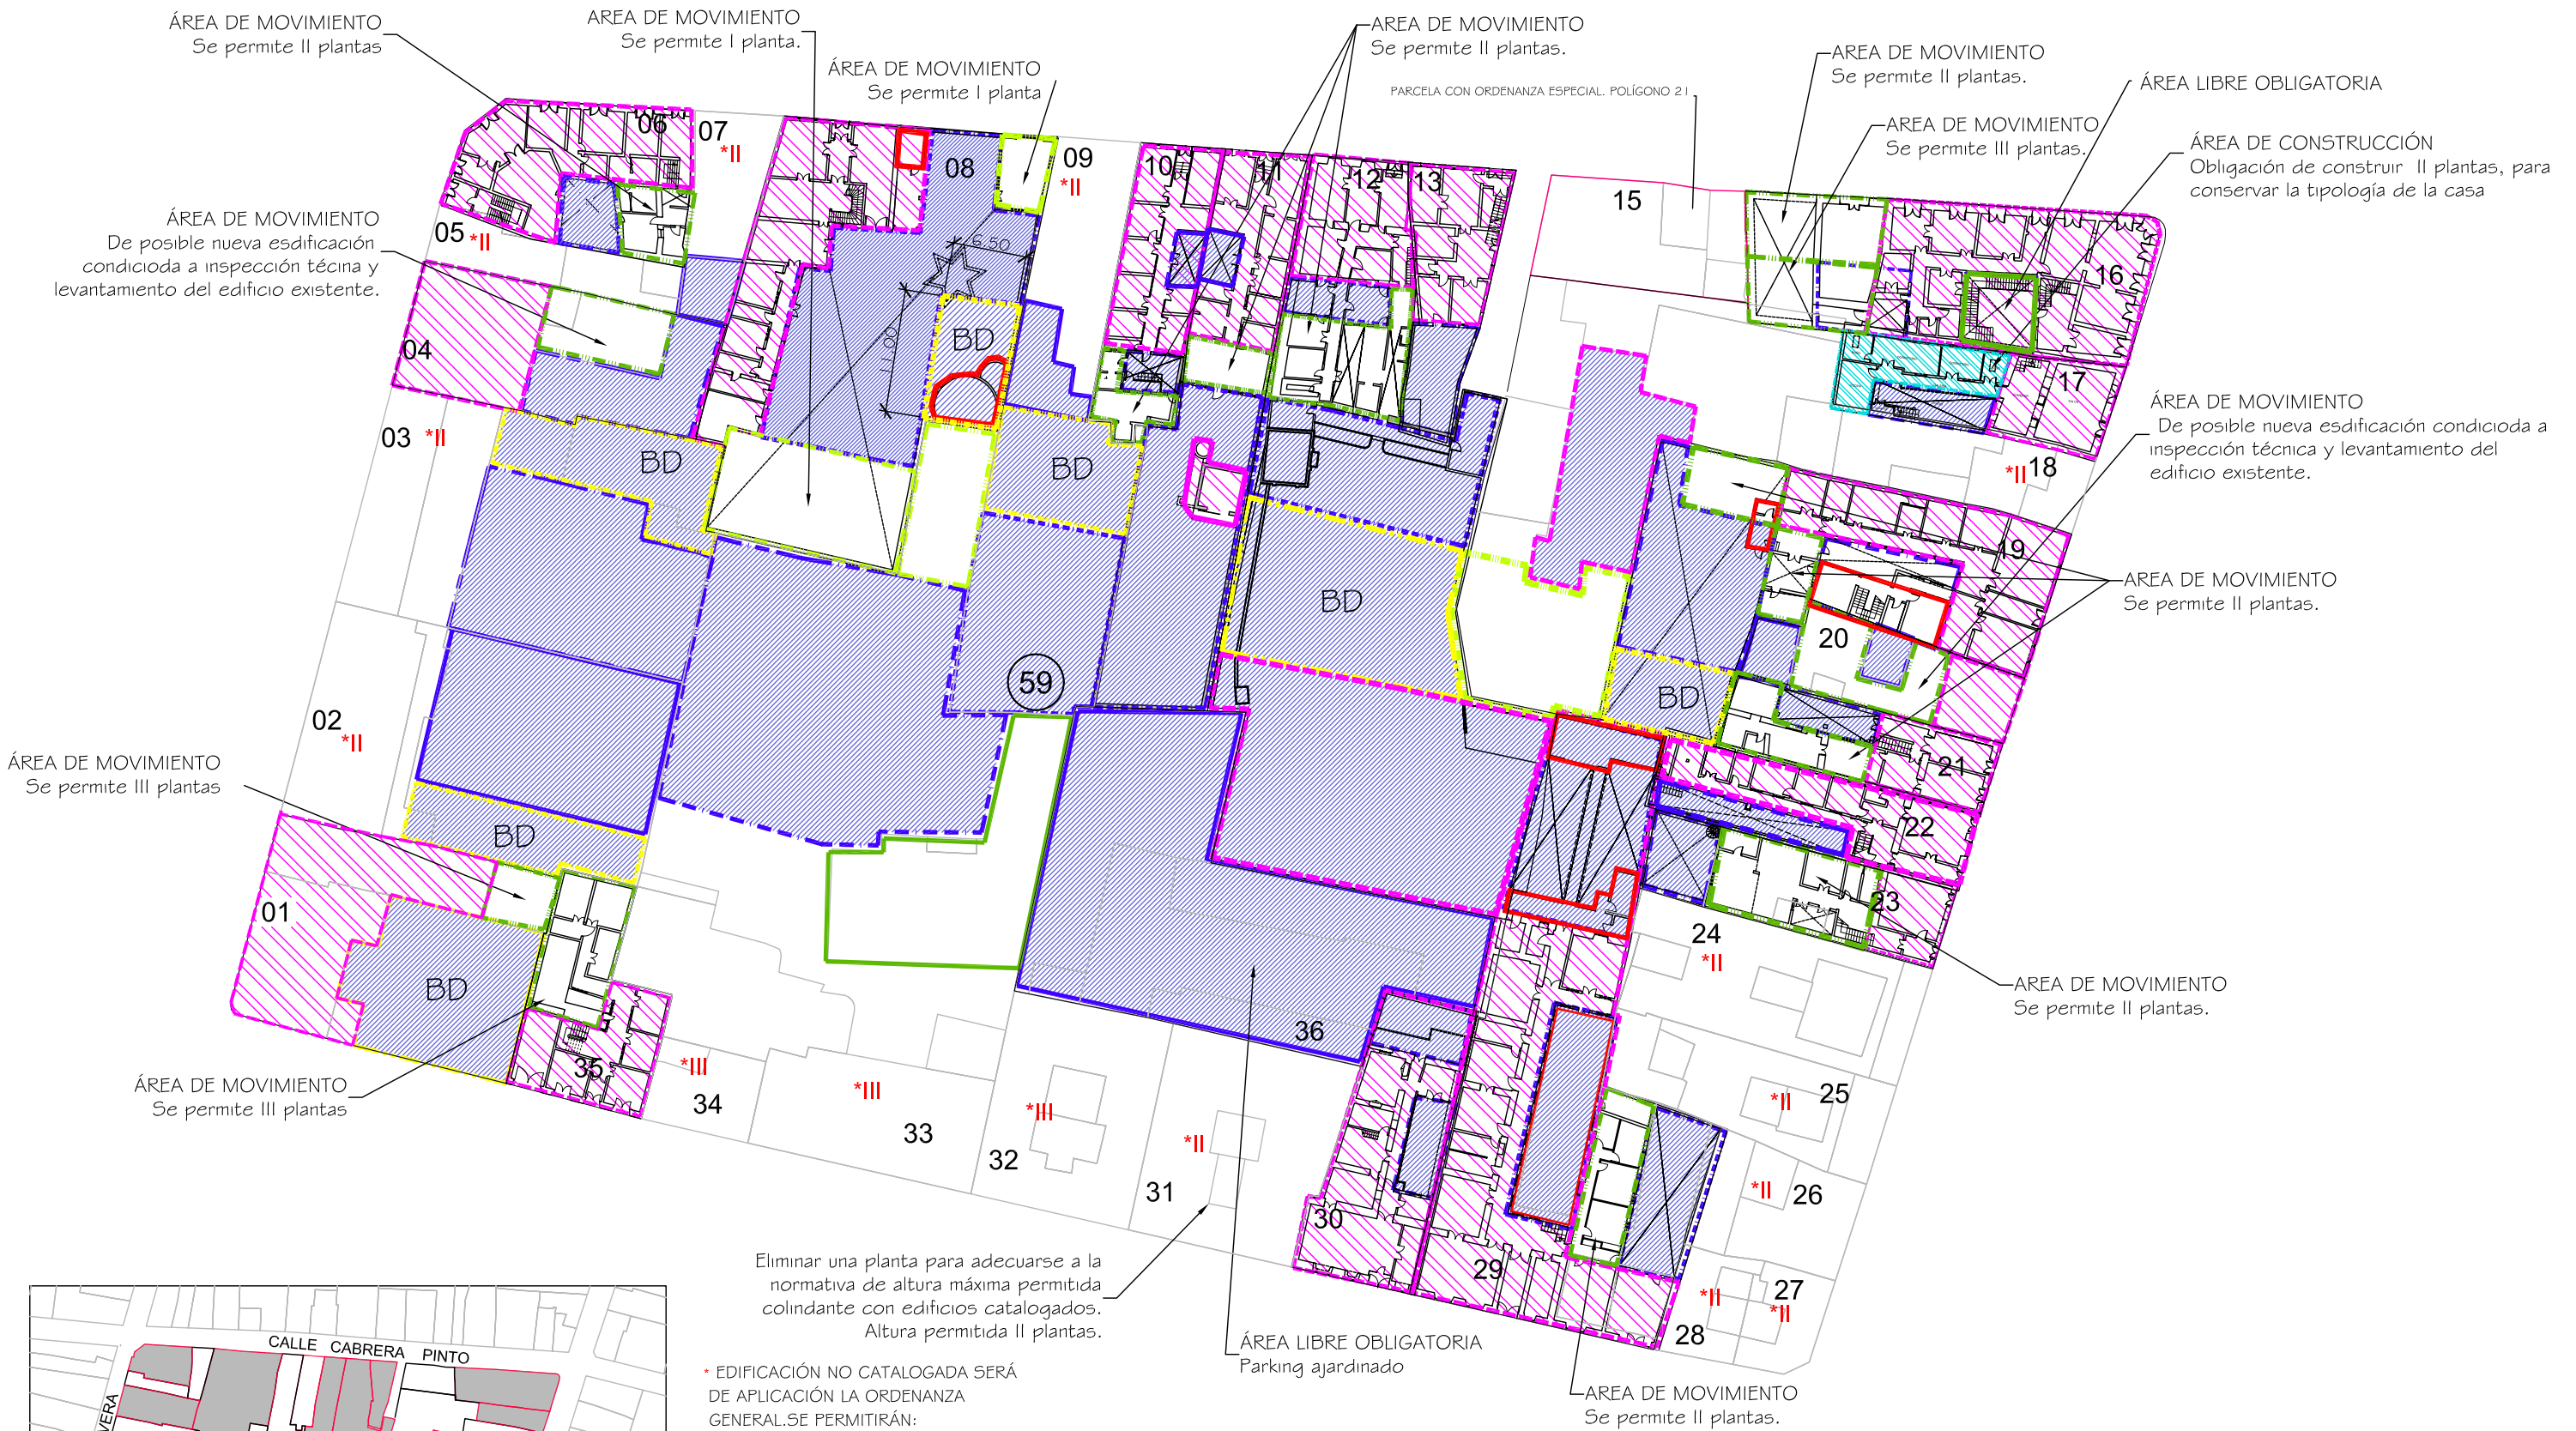 ÁREA DE MOVIMIENTO
Se permite II plantas
AREA DE MOVIMIENTO
Se permite I planta.
ÁREA DE MOVIMIENTO
Se permite I planta
AREA DE MOVIMIENTO
Se permite II plantas.
PARCELA CON ORDENANZA ESPECIAL. POLÍGONO 21
AREA DE MOVIMIENTO
Se permite II plantas.
ÁREA LIBRE OBLIGATORIA
AREA DE MOVIMIENTO
Se permite III plantas.
ÁREA DE CONSTRUCCIÓN
Obligación de construir II plantas, para
conservar la tipología de la casa
ÁREA DE MOVIMIENTO
De posible nueva esdificación
condicioda a inspección técina y
levantamiento del edificio existente.
06
07
*II
08
09
*II
10
11
12
13
15
16
05 *II
6.50
11.00
BD
04
17
03 *II
BD
BD
*II 18
ÁREA DE MOVIMIENTO
De posible nueva esdificación condicioda a
inspección técnica y levantamiento del
edificio existente.
19
BD
20
AREA DE MOVIMIENTO
Se permite II plantas.
59
BD
02
*II
21
ÁREA DE MOVIMIENTO
Se permite III plantas
BD
22
01
23
BD
24
*II
AREA DE MOVIMIENTO
Se permite II plantas.
36
35
*III
34
*III
33
*III
32
*II
31
*II 25
*II 26
ÁREA DE MOVIMIENTO
Se permite III plantas
30
29
*II
27
*II
28
Eliminar una planta para adecuarse a la
normativa de altura máxima permitida
colindante con edificios catalogados.
Altura permitida II plantas.
ÁREA LIBRE OBLIGATORIA
Parking ajardinado
AREA DE MOVIMIENTO
Se permite II plantas.
* EDIFICACIÓN NO CATALOGADA SERÁ
DE APLICACIÓN LA ORDENANZA
GENERAL.SE PERMITIRÁN:
CALLE CABRERA PINTO
VERA